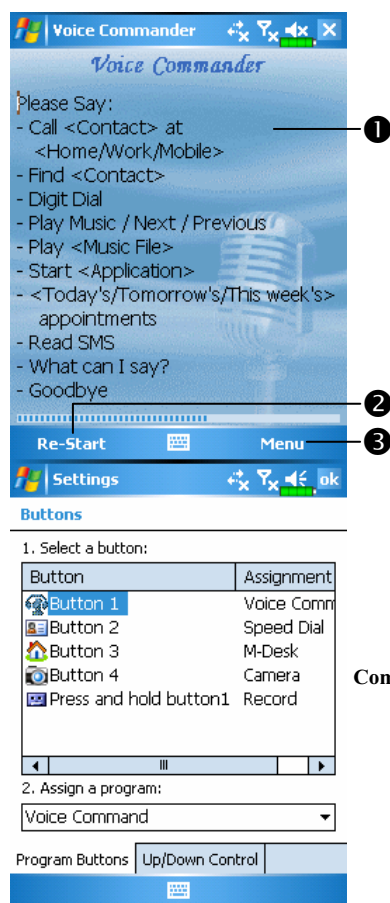 Voice Commander
Voice Commander
Please Say:
- Call <Contact> at
<Home/Work/Mobile>
- Find <Contact>
- Digit Dial
- Play Music / Next / Previous
- Play <Music File>
- Start <Application>
- <Today's/Tomorrow's/This week's>
appointments
- Read SMS
- What can I say?
- Goodbye
Re-Start Menu
1
2
3
Settings ok
Buttons
1. Select a button:
Button Assignment
Button 1 Voice Comm
Button 2 Speed Dial
Button 3 M-Desk
Button 4 Camera
Press and hold button1 Record
2. Assign a program:
Voice Command
Program Buttons Up/Down Control
Con